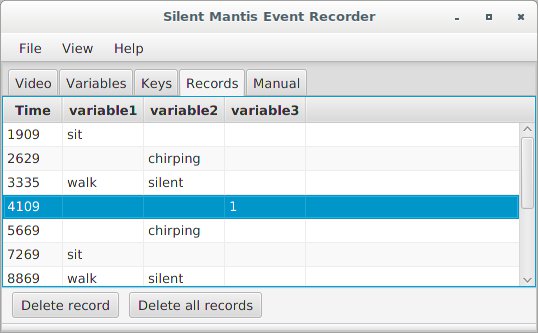 Silent Mantis Event Recorder
File View Help
Video Variables Keys Records Manual
Time variable1 variable2 variable3
1909 sit
2629 chirping
3335 walk silent
4109 1
5669 chirping
7269 sit
8869 walk silent
Delete record Delete all records